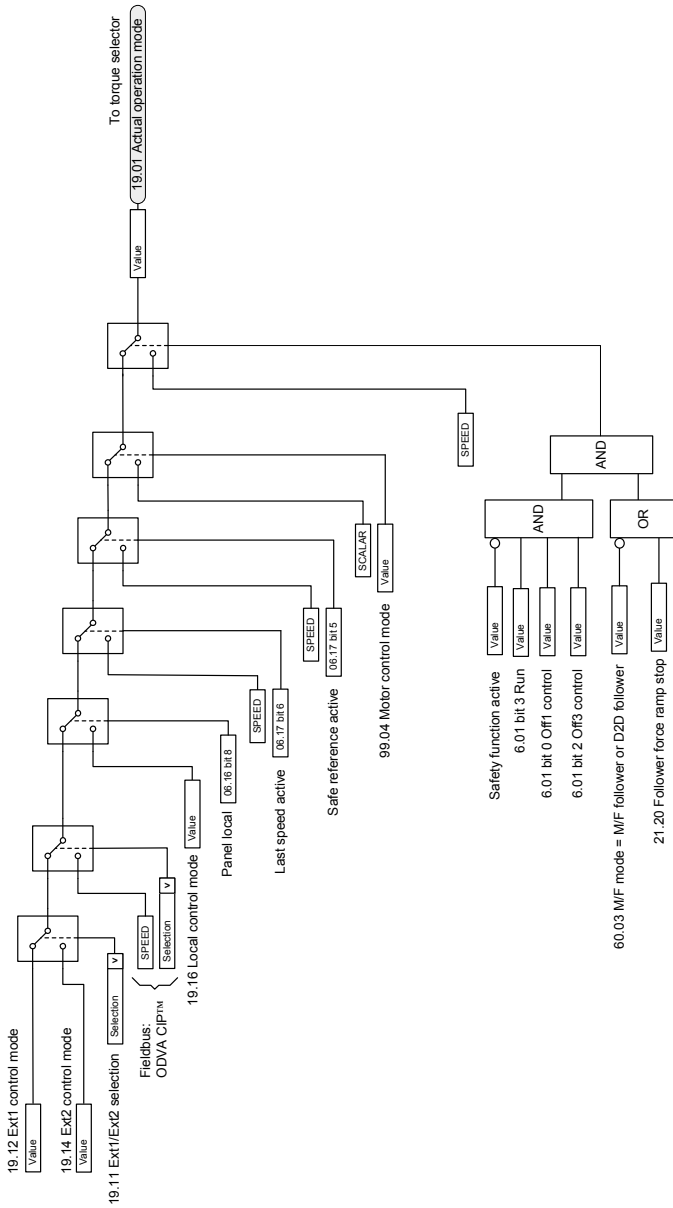 19.12 Ext1 control mode
Value
19.14 Ext2 control mode
Value
19.11 Ext1/Ext2 selection
Selection
v
Fieldbus:
ODVA CIP™
SPEED
Selection
v
19.16 Local control mode
Value
Panel local
06.16 bit 8
SPEED
Last speed active
06.17 bit 6
SPEED
Safe reference active
06.17 bit 5
SCALAR
99.04 Motor control mode
Value
SPEED
Safety function active
Value
6.01 bit 3 Run
Value
6.01 bit 0 Off1 control
Value
6.01 bit 2 Off3 control
Value
AND
60.03 M/F mode = M/F follower or D2D follower
Value
21.20 Follower force ramp stop
Value
OR
AND
Value
To torque selector
19.01 Actual operation mode